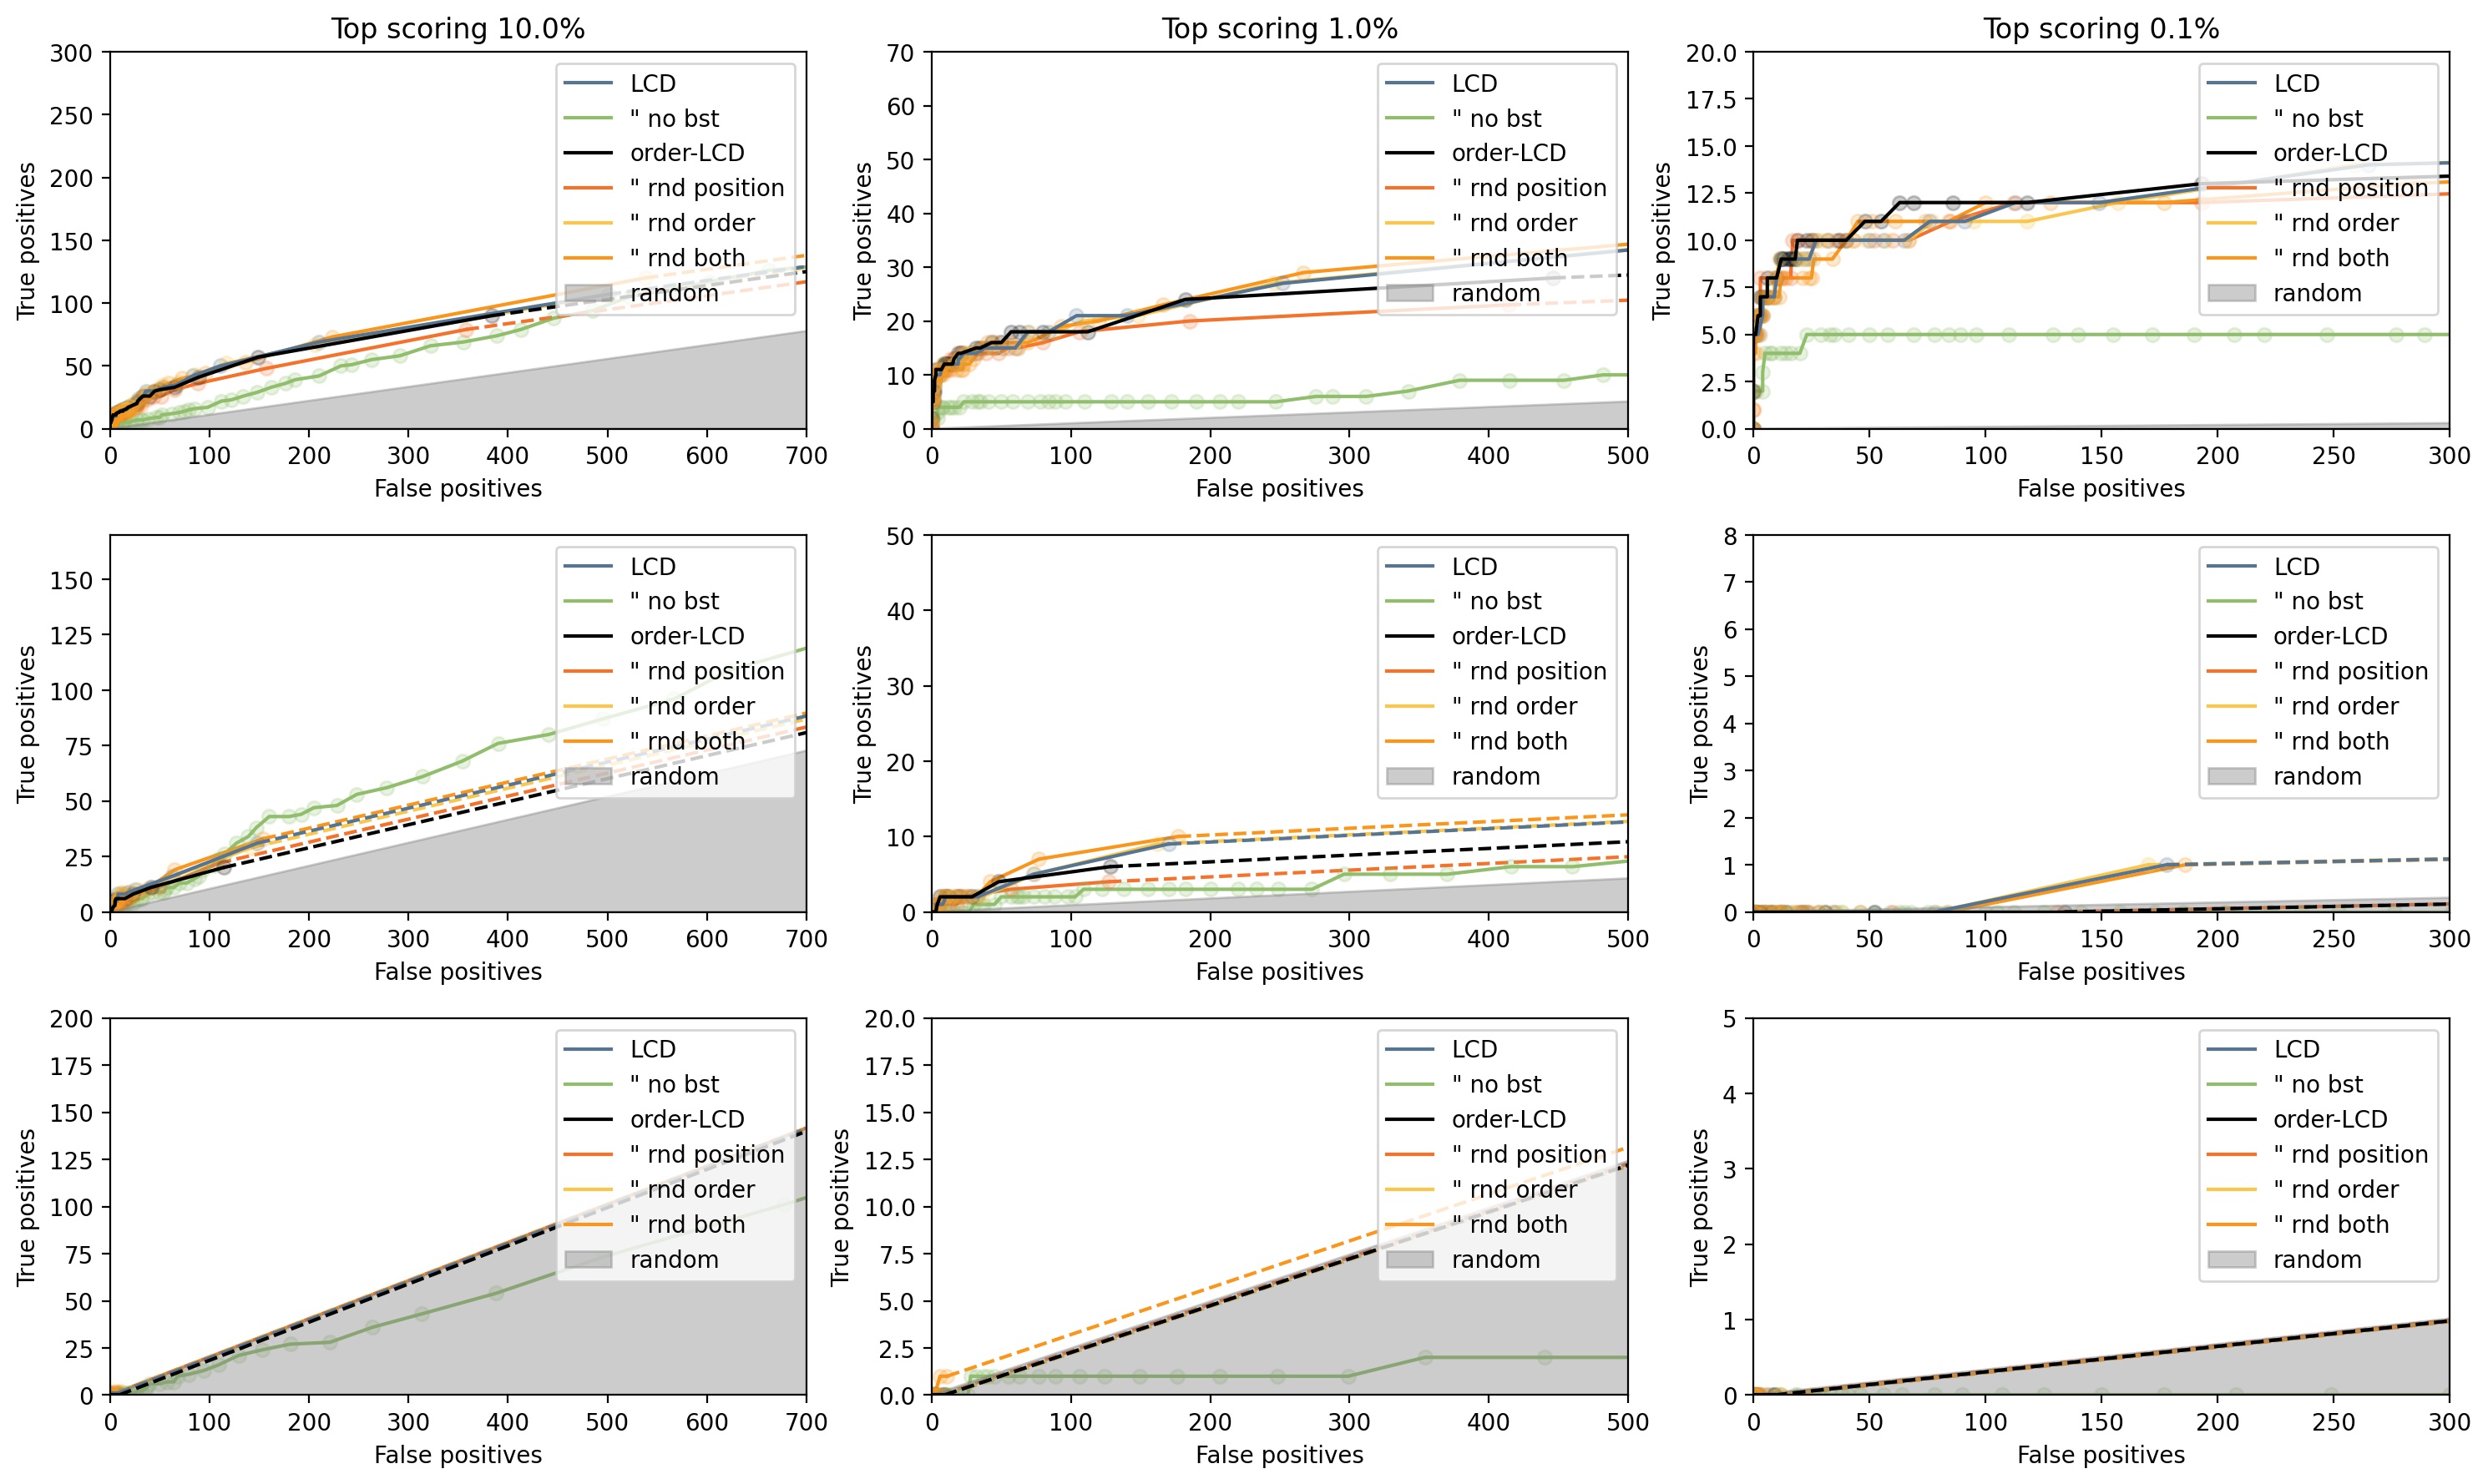 Top scoring 10.0%
300
250
200
150
100
50
0
True positives
0 100 200 300 400 500 600 700
False positives
LCD
" no bst
order-LCD
" rnd position
" rnd order
" rnd both
random
Top scoring 1.0%
70
60
50
40
30
20
10
0
True positives
0 100 200 300 400 500
False positives
LCD
" no bst
order-LCD
" rnd position
" rnd order
" rnd both
random
Top scoring 0.1%
20.0
17.5
15.0
12.5
10.0
7.5
5.0
2.5
0.0
True positives
0 50 100 150 200 250 300
False positives
LCD
" no bst
order-LCD
" rnd position
" rnd order
" rnd both
random
150
125
100
75
50
25
0
True positives
0 100 200 300 400 500 600 700
False positives
LCD
" no bst
order-LCD
" rnd position
" rnd order
" rnd both
random
50
40
30
20
10
0
True positives
0 100 200 300 400 500
False positives
LCD
" no bst
order-LCD
" rnd position
" rnd order
" rnd both
random
8
7
6
5
4
3
2
1
0
True positives
0 50 100 150 200 250 300
False positives
LCD
" no bst
order-LCD
" rnd position
" rnd order
" rnd both
random
200
175
150
125
100
75
50
25
0
True positives
0 100 200 300 400 500 600 700
False positives
LCD
" no bst
order-LCD
" rnd position
" rnd order
" rnd both
random
20.0
17.5
15.0
12.5
10.0
7.5
5.0
2.5
0.0
True positives
0 100 200 300 400 500
False positives
LCD
" no bst
order-LCD
" rnd position
" rnd order
" rnd both
random
5
4
3
2
1
0
True positives
0 50 100 150 200 250 300
False positives
LCD
" no bst
order-LCD
" rnd position
" rnd order
" rnd both
random